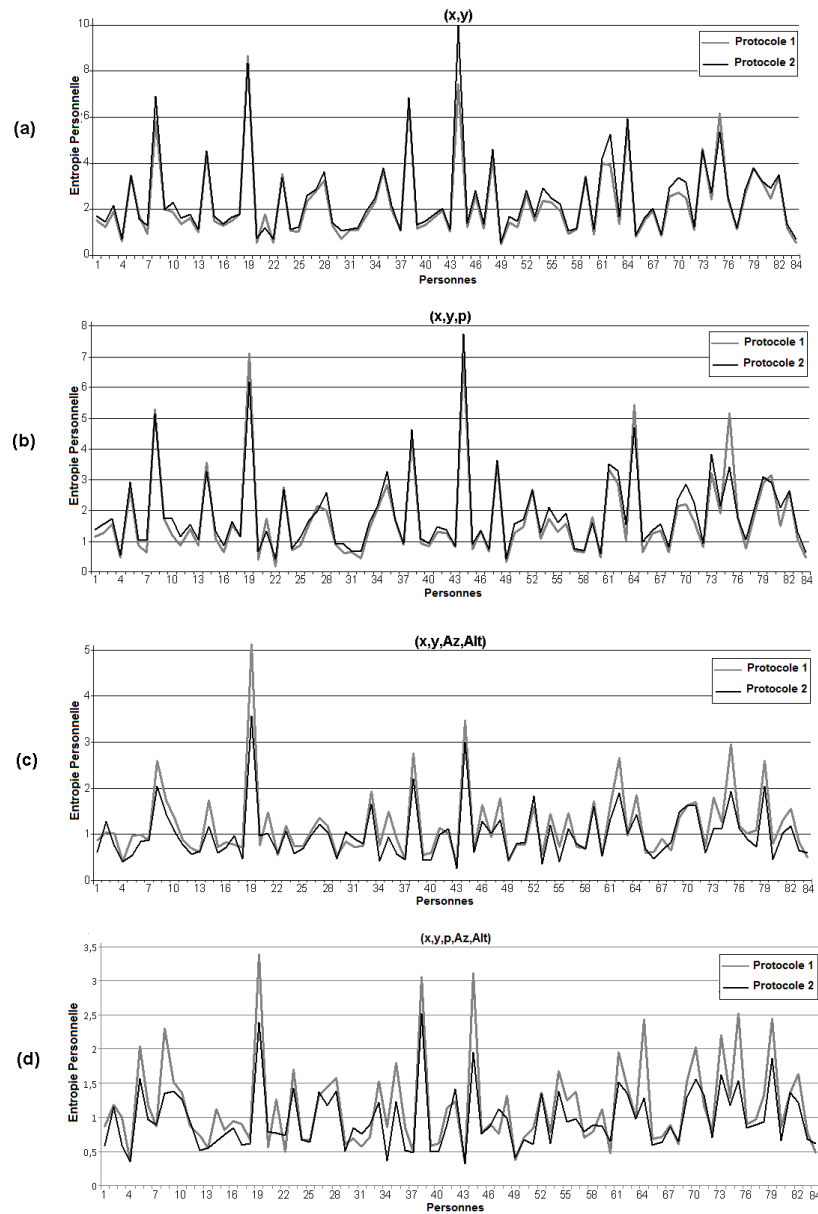 (x,y)
10
8
6
4
2
0
Entropie Personnelle
(a)
Protocole 1
Protocole 2
1 4 7 10 13 16 19 22 25 28 31 34 37 40 43 46 49 52 55 58 61 64 67 70 73 76 79 82 84
Personnes
(x,y,p)
8
7
6
5
4
3
2
1
0
Entropie Personnelle
(b)
Protocole 1
Protocole 2
1 4 7 10 13 16 19 22 25 28 31 34 37 40 43 46 49 52 55 58 61 64 67 70 73 76 79 82 84
Personnes
(x,y,Az,Alt)
5
4
3
2
1
0
Entropie Personnelle
(c)
Protocole 1
Protocole 2
1 4 7 10 13 16 19 22 25 28 31 34 37 40 43 46 49 52 55 58 61 64 67 70 73 76 79 82 84
Personnes
(x,y,p,Az,Alt)
3,5
3
2,5
2
1,5
1
0,5
0
Entropie Personnelle
(d)
Protocole 1
Protocole 2
1 4 7 10 13 16 19 22 25 28 31 34 37 40 43 46 49 52 55 58 61 64 67 70 73 76 79 82 84
Personnes